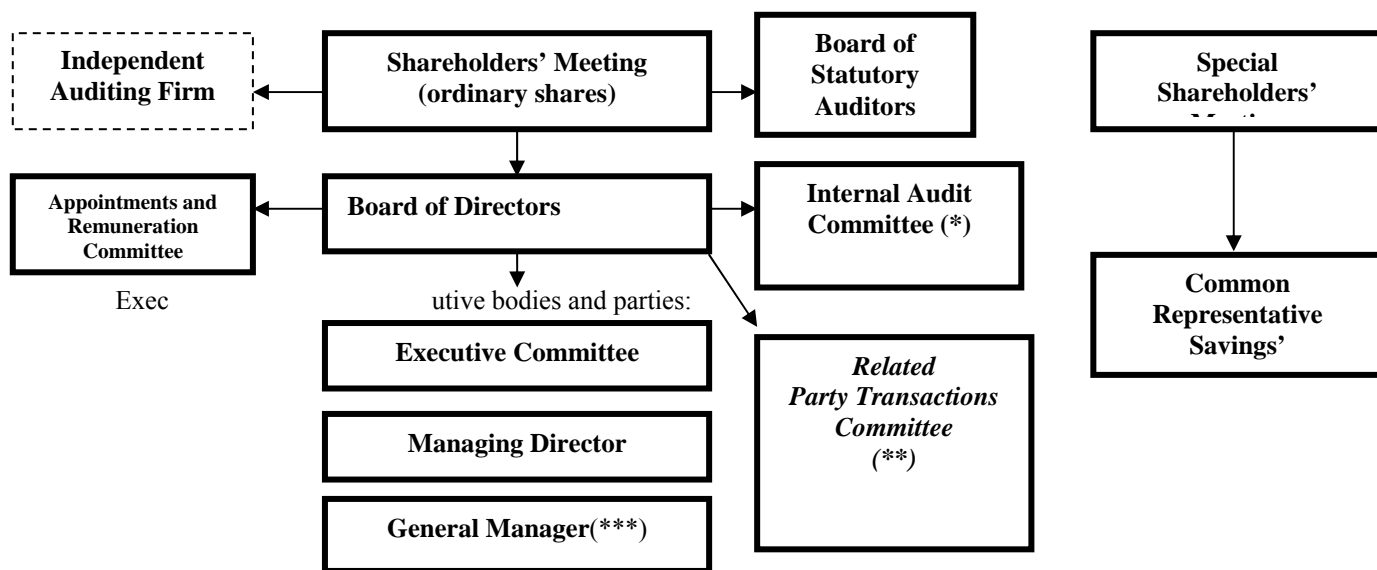 Independent
Auditing Firm
Shareholders’ Meeting
(ordinary shares)
Board of
Statutory
Auditors
Special
Shareholders’
Appointments and
Remuneration
Committee
Board of Directors
Internal Audit
Committee (*)
Exec
utive bodies and parties:
Executive Committee
Managing Director
General Manager(***)
Related
Party Transactions
Committee
(**)
Common
Representative
Savings’